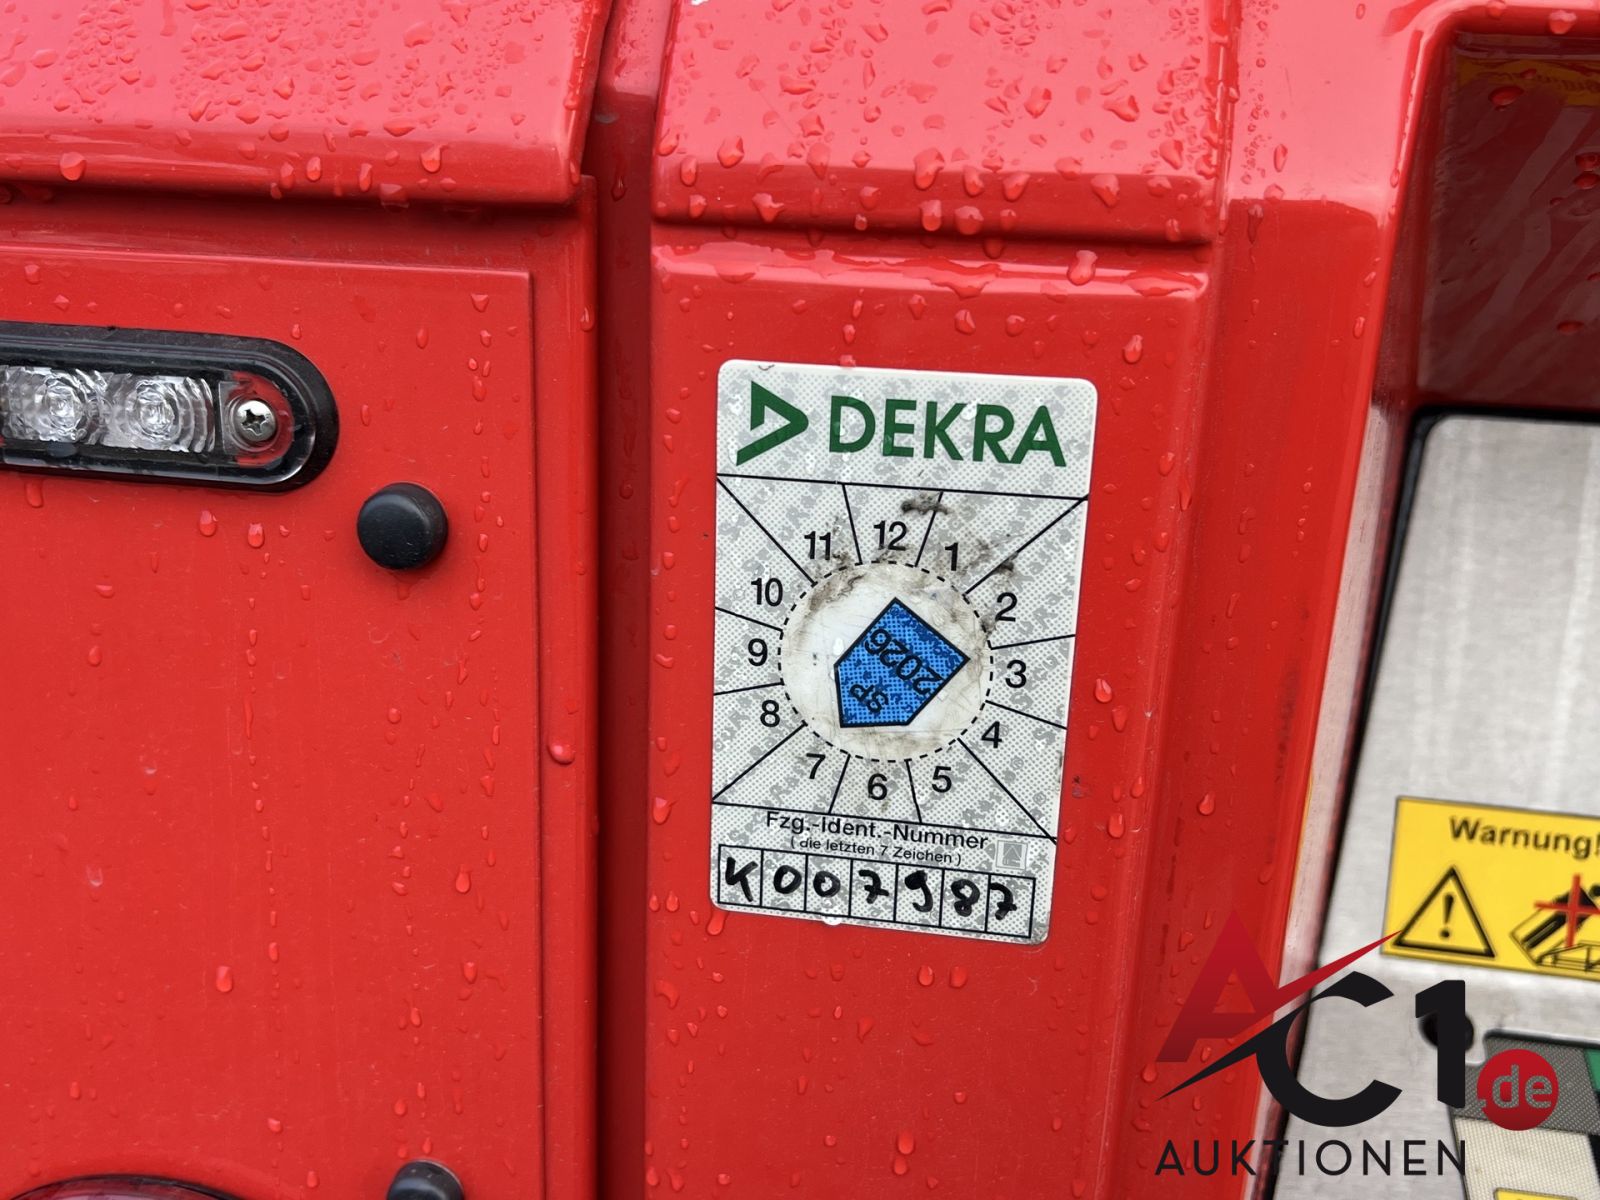 DEKRA
11 12 1
10 2
9 3
8 4
7 6 5
2026
SP
Fzg.-Ident.-Nummer
(die letzten 7 Zeichen)
K007987
Warnung!
AC1.de
AUKTIONEN